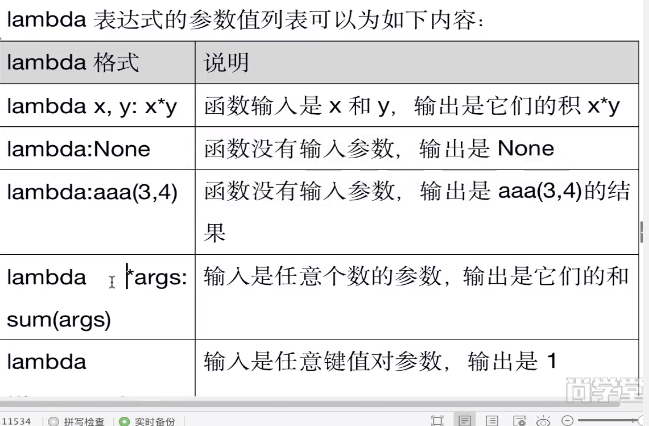 lambda 表达式的参数值列表可以为如下内容：
lambda 格式
说明
lambda x, y: x*y
函数输入是 x 和 y，输出是它们的积 x*y
lambda:None
函数没有输入参数，输出是 None
lambda:aaa(3,4)
函数没有输入参数，输出是 aaa(3,4)的结
果
lambda *args:
sum(args)
输入是任意个数的参数，输出是它们的和
lambda
输入是任意键值对参数，输出是 1
尚学堂
11534 拼写检查 实时备份